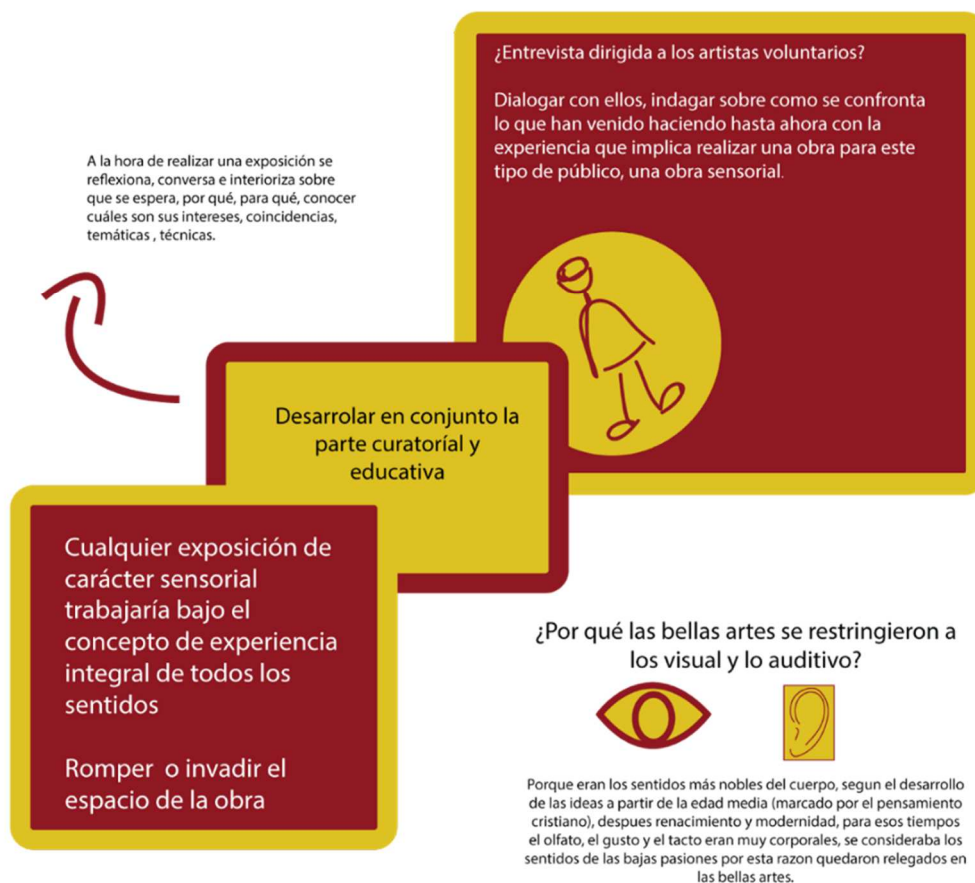 ¿Entrevista dirigida a los artistas voluntarios?
Dialogar con ellos, indagar sobre como se confronta
lo que han venido haciendo hasta ahora con la
experiencia que implica realizar una obra para este
tipo de público, una obra sensorial.
A la hora de realizar una exposición se
reflexiona, conversa e interioriza sobre
que se espera, por qué, para qué, conocer
cuáles son sus intereses, coincidencias,
temáticas , técnicas.
Desarrolar en conjunto la
parte curatoríal y
educativa
Cualquier exposición de
carácter sensorial
trabajaría bajo el
concepto de experiencia
integral de todos los
sentidos
Romper o invadir el
espacio de la obra
¿Por qué las bellas artes se restringieron a
los visual y lo auditivo?
Porque eran los sentidos más nobles del cuerpo, segun el desarrollo
de las ideas a partir de la edad media (marcado por el pensamiento
cristiano), despues renacimiento y modernidad, para esos tiempos
el olfato, el gusto y el tacto eran muy corporales, se consideraba los
sentidos de las bajas pasiones por esta razon quedaron relegados en
las bellas artes.